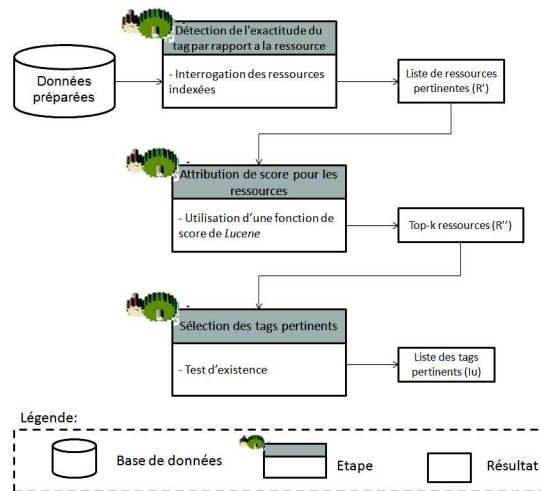 Détection de l'exactitude du
tag par rapport a la ressource
Données
préparées
- Interrogation des ressources
indexées
Liste de ressources
pertinentes (R')
Attribution de score pour les
ressources
- Utilisation d'une fonction de
score de Lucene
Top-k ressources (R'')
Sélection des tags pertinents
- Test d'existence
Liste des tags
pertinents (Iu)
Légende:
Base de données
Etape
Résultat